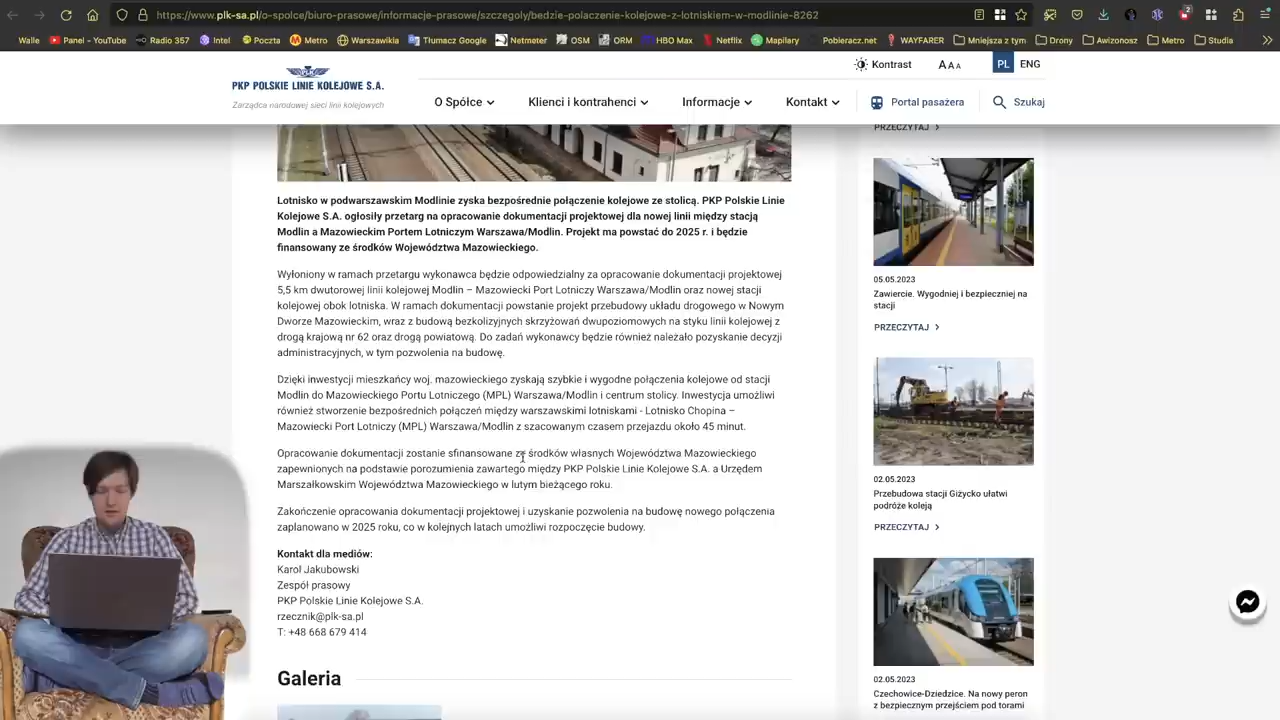 https://www.plk-sa.pl/o-spolce/biuro-prasowe/informacje-prasowe/szczegoly/bedzie-polaczenie-z-lotniskiem-w-modlinie-8262
Walka
Pasja – YouTube
Radio 357
Intel
Poczta
Metro
Metrapolitary
Tłumacz Google
Netmeter
OSM
ORM
HBO Max
Netflix
Mapilary
Pobieracz.net
WAYFARER
Miasta
Mniejsza z tym
Drony
Metrobox
Studia
PKP POLSKIE LINIE KOLEJOWE S.A.
Zarządca narodowej sieci linii kolejowych
Kontrast
A A A
PL ENG
O Spółce
Klienci i kontrahenci
Informacje
Kontakt
Portal pasażera
Szukaj
Lotnisko w podwarszawskim Modlinie zyska bezpośrednie połączenie kolejowe ze stolicą. PKP Polskie Linie
Kolejowe S.A. ogłosiły przetarg na opracowanie dokumentacji projektowej dla nowej linii między stacją
Modlin a Mazowieckim Portem Lotniczym Warszawa/Modlin. Projekt ma powstać do 2025 r. i będzie
finansowany ze środków Województwa Mazowieckiego.
Wyłoniony w ramach przetargu wykonawca będzie odpowiedzialny za opracowanie dokumentacji projektowej
5,5 km dwutorowej linii kolejowej Modlin – Mazowiecki Port Lotniczy Warszawa/Modlin oraz nowej stacji
kolejowej obok lotniska. W ramach dokumentacji powstanie projekt przebudowy układu drogowego w Nowym
Dworze Mazowieckim, wraz z budową bezkolizyjnych skrzyżowań dwupoziomowych na styku linii kolejowej z
drogą krajową nr 62 oraz drogą powiatową. Do zadań wykonawcy będzie również należało pozyskanie decyzji
administracyjnych, w tym pozwolenia na budowę.
Dzięki inwestycji mieszkańcy woj. mazowieckiego zyskają szybkie i wygodne połączenia kolejowe od stacji
Modlin do Mazowieckiego Portu Lotniczego (MPL) Warszawa/Modlin i centrum stolicy. Inwestycja umożliwi
również stworzenie bezpośrednich połączeń między warszawskimi lotniskami - Lotnisko Chopina –
Mazowiecki Port Lotniczy (MPL) Warszawa/Modlin z szacowanym czasem przejazdu około 45 minut.
Opracowanie dokumentacji zostanie sfinansowane ze środków własnych Województwa Mazowieckiego
zapewnionych na podstawie porozumienia zawartego między PKP Polskie Linie Kolejowe S.A. a Urzędem
Marszałkowskim Województwa Mazowieckiego w lutym bieżącego roku.
Zakończenie opracowania dokumentacji projektowej i uzyskanie pozwolenia na budowę nowego połączenia
zaplanowano w 2025 roku, co w kolejnych latach umożliwi rozpoczęcie budowy.
Kontakt dla mediów:
Karol Jakubowski
Zespół prasowy
PKP Polskie Linie Kolejowe S.A.
rzecznik@plk-sa.pl
T: +48 668 679 414
Galeria
PRZECZYTAJ
05.05.2023
Zawiercie. Wygodniej i bezpieczniej na
stacji
PRZECZYTAJ
02.05.2023
Przebudowa stacji Giżycko ułatwi
podróże koleją
PRZECZYTAJ
02.05.2023
Czechowice-Dziedzice. Na nowy peron
z bezpiecznym przejściem pod torami